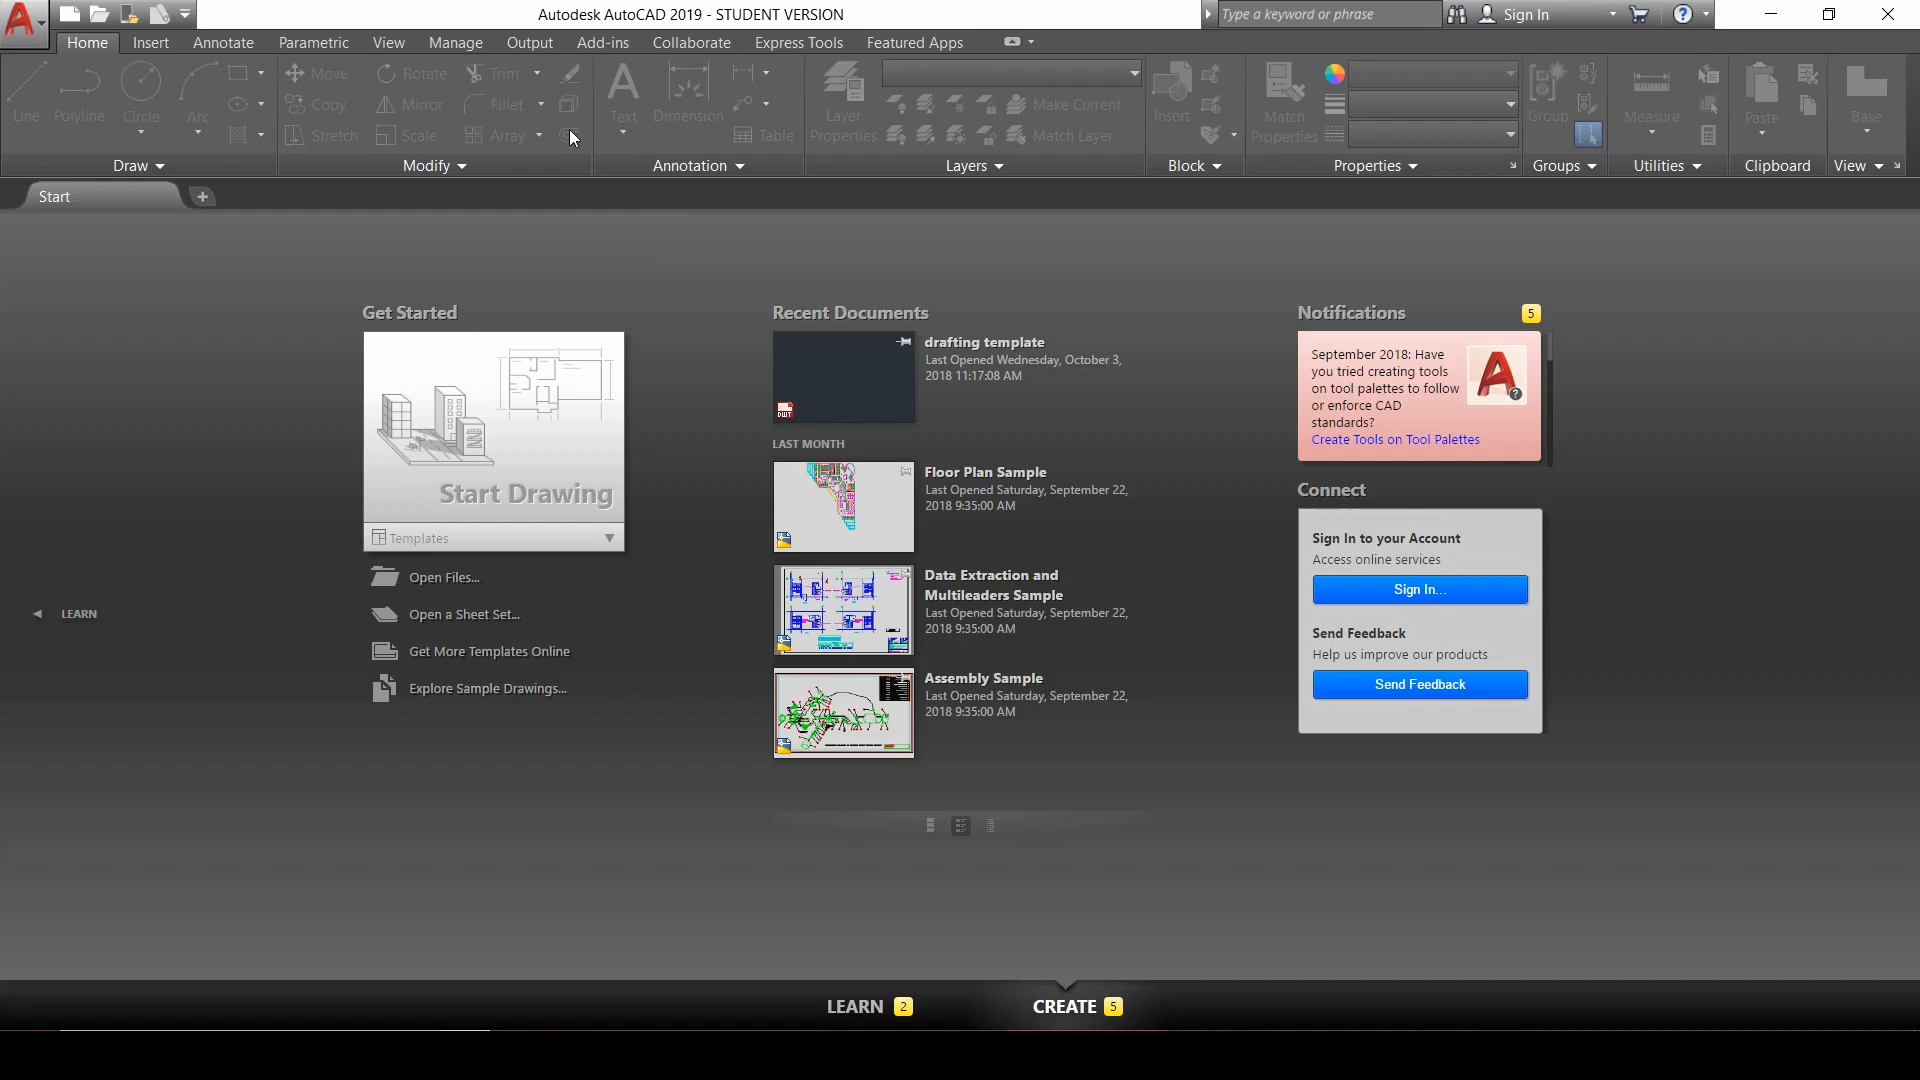 Autodesk AutoCAD 2019 - STUDENT VERSION
Type a keyword or phrase
Sign In
Home
Insert
Annotate
Parametric
View
Manage
Output
Add-ins
Collaborate
Express Tools
Featured Apps
Line
Polyline
Circle
Arc
Move
Copy
Stretch
Rotate
Mirror
Scale
Trim
Fillet
Array
Text
Dimension
Table
Layer
Properties
Make Current
Match Layer
Insert
Match
Properties
Group
Measure
Paste
Base
Draw
Modify
Annotation
Layers
Block
Properties
Groups
Utilities
Clipboard
View
Start
Get Started
Start Drawing
Templates
Open Files...
Open a Sheet Set...
Get More Templates Online
Explore Sample Drawings...
LEARN
Recent Documents
drafting template
Last Opened Wednesday, October 3,
2018 11:17:08 AM
DWT
LAST MONTH
Floor Plan Sample
Last Opened Saturday, September 22,
2018 9:35:00 AM
Data Extraction and
Multileaders Sample
Last Opened Saturday, September 22,
2018 9:35:00 AM
Assembly Sample
Last Opened Saturday, September 22,
2018 9:35:00 AM
Notifications
5
September 2018: Have
you tried creating tools
on tool palettes to follow
or enforce CAD
standards?
Create Tools on Tool Palettes
Connect
Sign In to your Account
Access online services
Sign In...
Send Feedback
Help us improve our products
Send Feedback
LEARN 2
CREATE 5